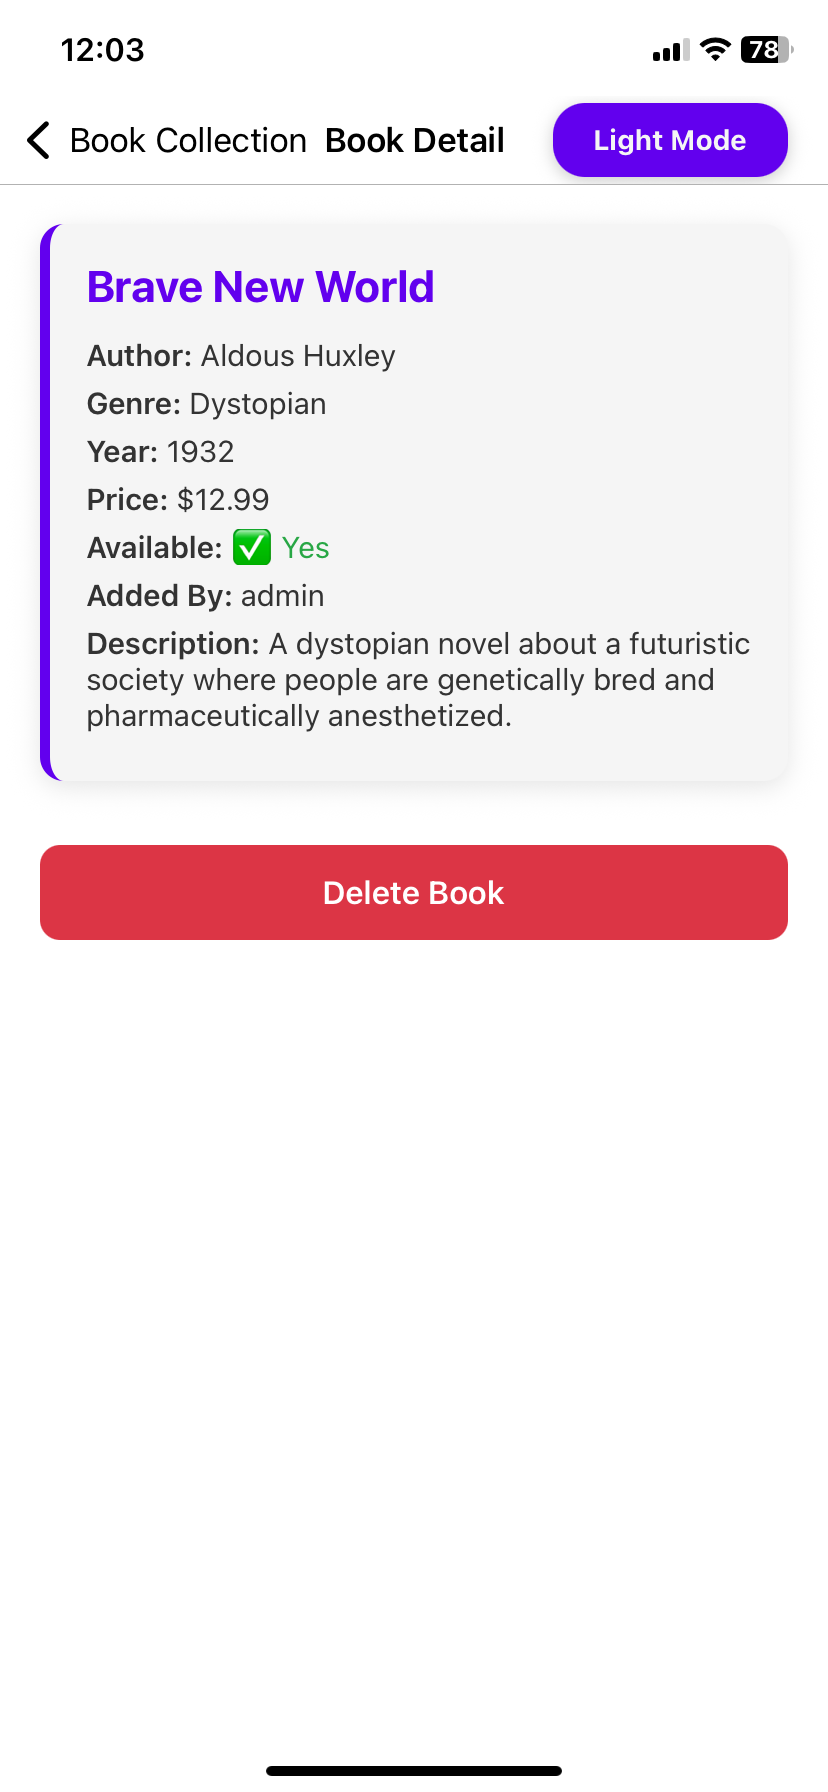 12:03
78
Book Collection Book Detail Light Mode
Brave New World
Author: Aldous Huxley
Genre: Dystopian
Year: 1932
Price: $12.99
Available: ✅ Yes
Added By: admin
Description: A dystopian novel about a futuristic
society where people are genetically bred and
pharmaceutically anesthetized.
Delete Book